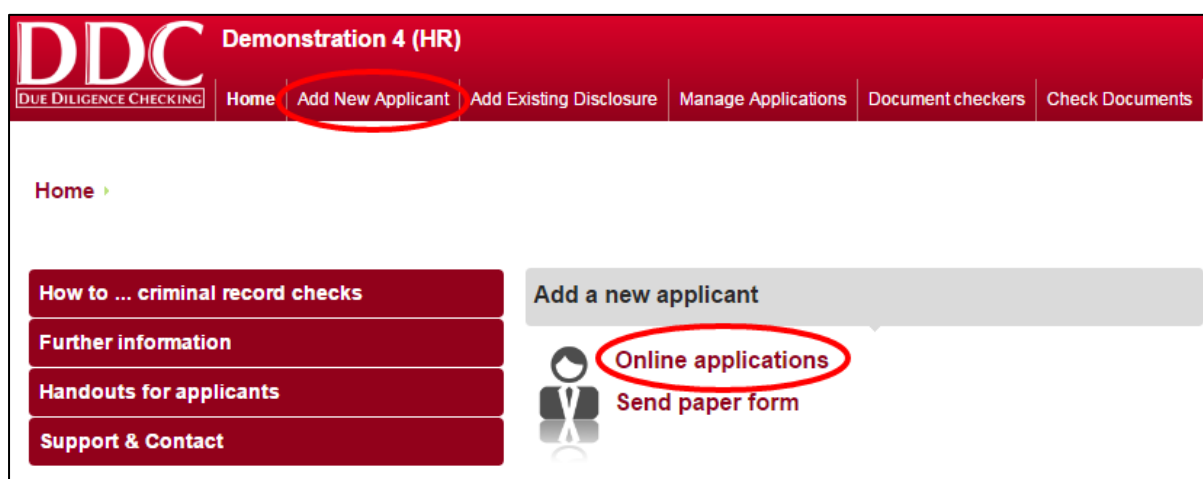 DDC
DUE DILIGENCE CHECKING
Demonstration 4 (HR)
Home Add New Applicant Add Existing Disclosure Manage Applications Document checkers Check Documents
Home
How to ... criminal record checks
Further information
Handouts for applicants
Support & Contact
Add a new applicant
Online applications
Send paper form